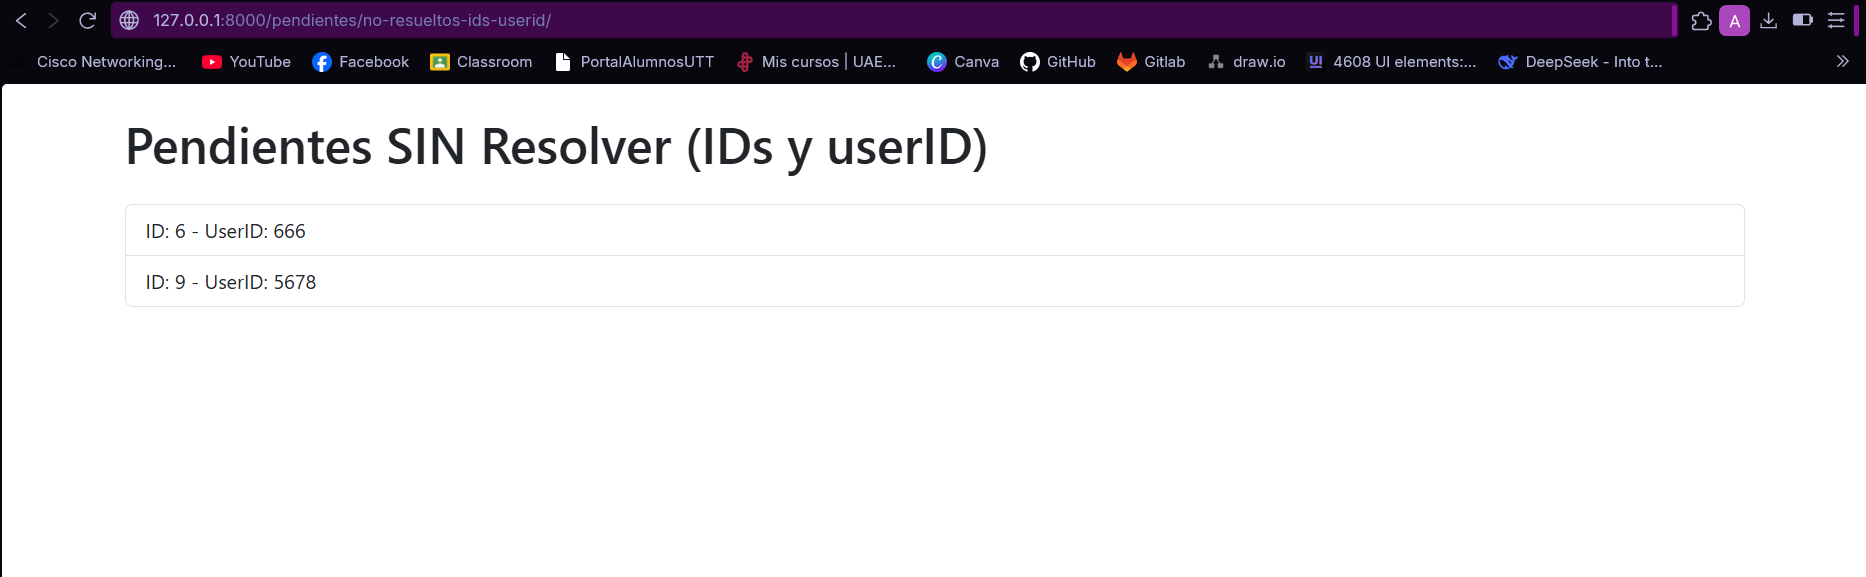 127.0.0.1:8000/pendientes/no-resueltos-ids-userid/
A
Cisco Networking... YouTube Facebook Classroom PortalAlumnosUTT Mis cursos | UAE... Canva GitHub Gitlab draw.io UI 4608 UI elements:... DeepSeek - Into t...
Pendientes SIN Resolver (IDs y userID)
ID: 6 - UserID: 666
ID: 9 - UserID: 5678